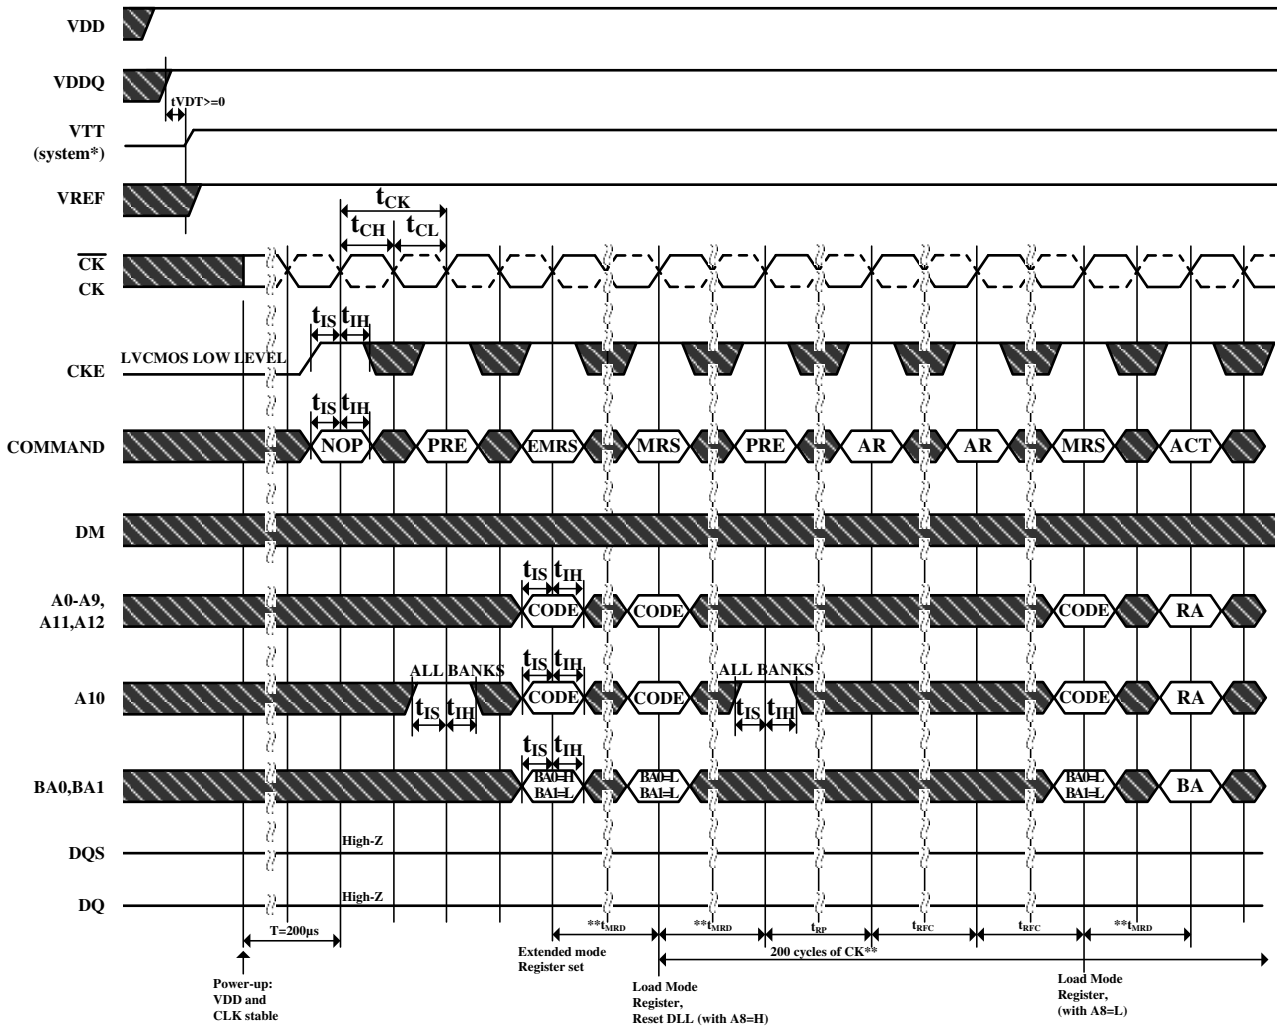 VDD
VDDQ
tVDT>=0
VTT
(system*)
VREF
tCK
tCH tCL
CK
CK
tIS tIH
LVCMOS LOW LEVEL
CKE
tIS tIH
COMMAND NOP PRE EMRS MRS PRE AR AR MRS ACT
DM
tIS tIH
A0-A9,
A11,A12
CODE CODE CODE RA
ALL BANKS tIS tIH ALL BANKS
A10 CODE CODE CODE RA
tIS tIH tIS tIH
tIS tIH
BA0,BA1
BA0=H BA0=L BA0=L
BA1=L BA1=L BA1=L
BA
High-Z
DQS
High-Z
DQ
T=200µs
**tMRD **tMRD tRP tRFC tRFC **tMRD
Extended mode
Register set
200 cycles of CK**
Power-up:
VDD and
CLK stable
Load Mode
Register,
Reset DLL (with A8=H)
Load Mode
Register,
(with A8=L)